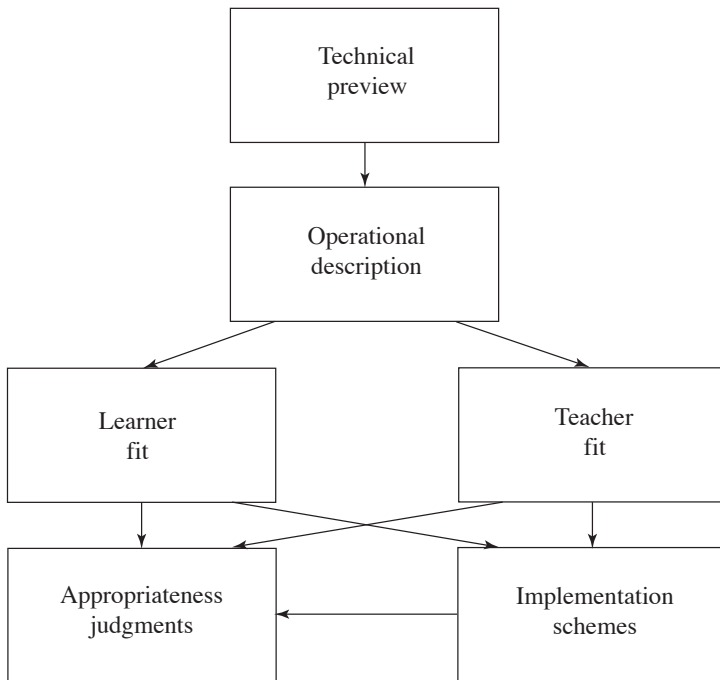 Technical
preview
Operational
description
Learner
fit
Teacher
fit
Appropriateness
judgments
Implementation
schemes